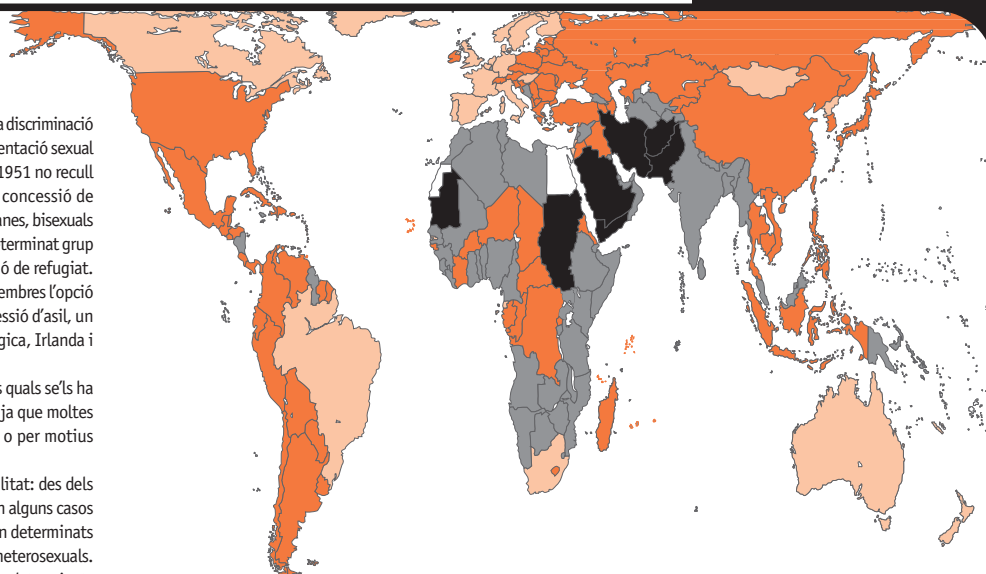 a discriminació
entació sexual
1951 no recull
concessió de
anes, bisexuals
terminat grup
ó de refugiat.
embres l'opció
essió d'asil, un
gica, Irlanda i
s quals se'ls ha
ja que moltes
o per motius
litat: des dels
n alguns casos
n determinats
heterosexuals.